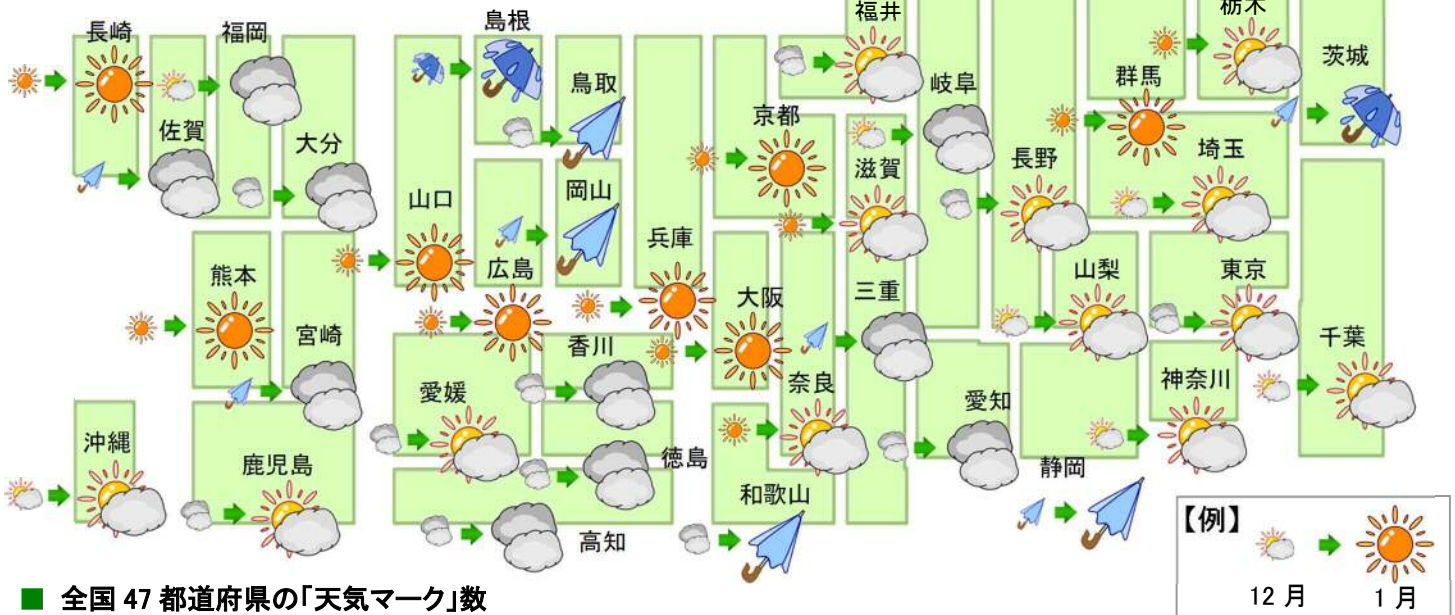 福井
栃木
島根
長崎
福岡
茨城
群馬
鳥取
岐阜
京都
佐賀
大分
長野
埼玉
滋賀
岡山
山口
兵庫
熊本
広島
山梨
東京
大阪
三重
宮崎
千葉
香川
神奈川
愛媛
奈良
愛知
沖縄
鹿児島
徳島
静岡
和歌山
高知
【例】
12 月
1 月
■ 全国 47 都道府県の「天気マーク」数